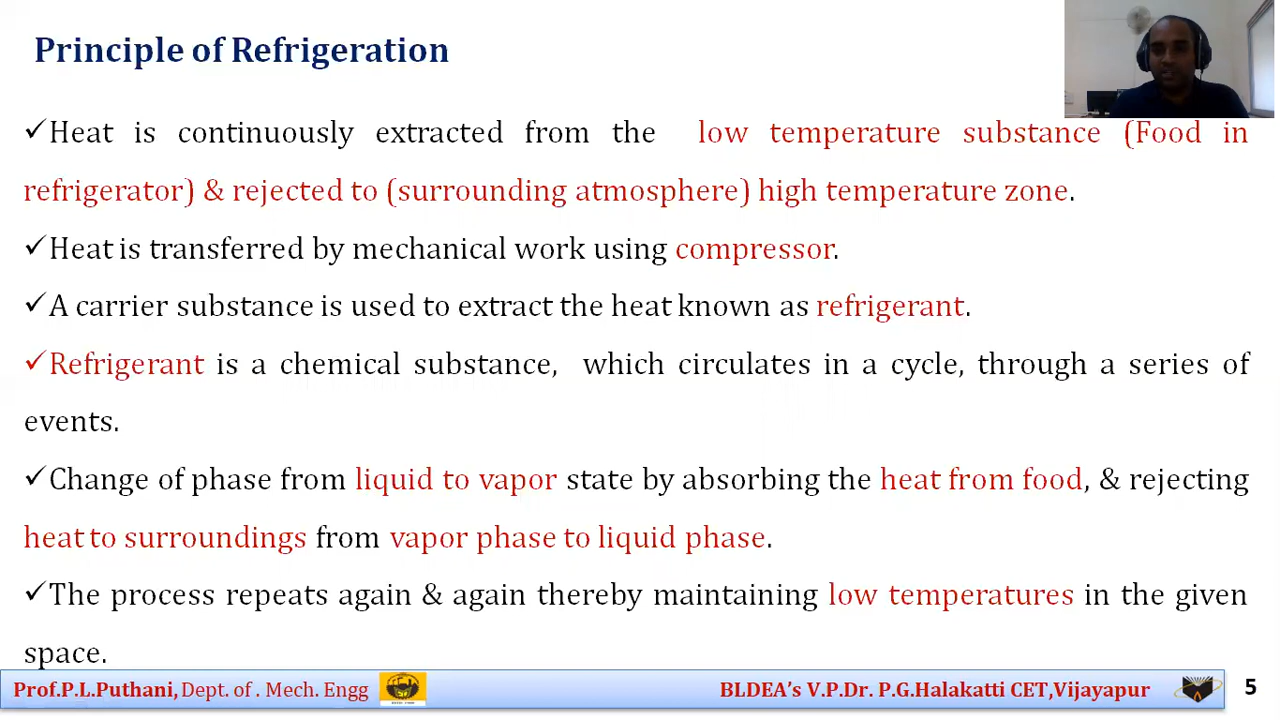 Principle of Refrigeration
✓Heat is continuously extracted from the low temperature substance (Food in
refrigerator) & rejected to (surrounding atmosphere) high temperature zone.
✓Heat is transferred by mechanical work using compressor.
✓A carrier substance is used to extract the heat known as refrigerant.
✓Refrigerant is a chemical substance, which circulates in a cycle, through a series of
events.
✓Change of phase from liquid to vapor state by absorbing the heat from food, & rejecting
heat to surroundings from vapor phase to liquid phase.
✓The process repeats again & again thereby maintaining low temperatures in the given
space.
Prof.P.L.Puthani, Dept. of . Mech. Engg BLDEA's V.P.Dr. P.G.Halakatti CET,Vijayapur 5